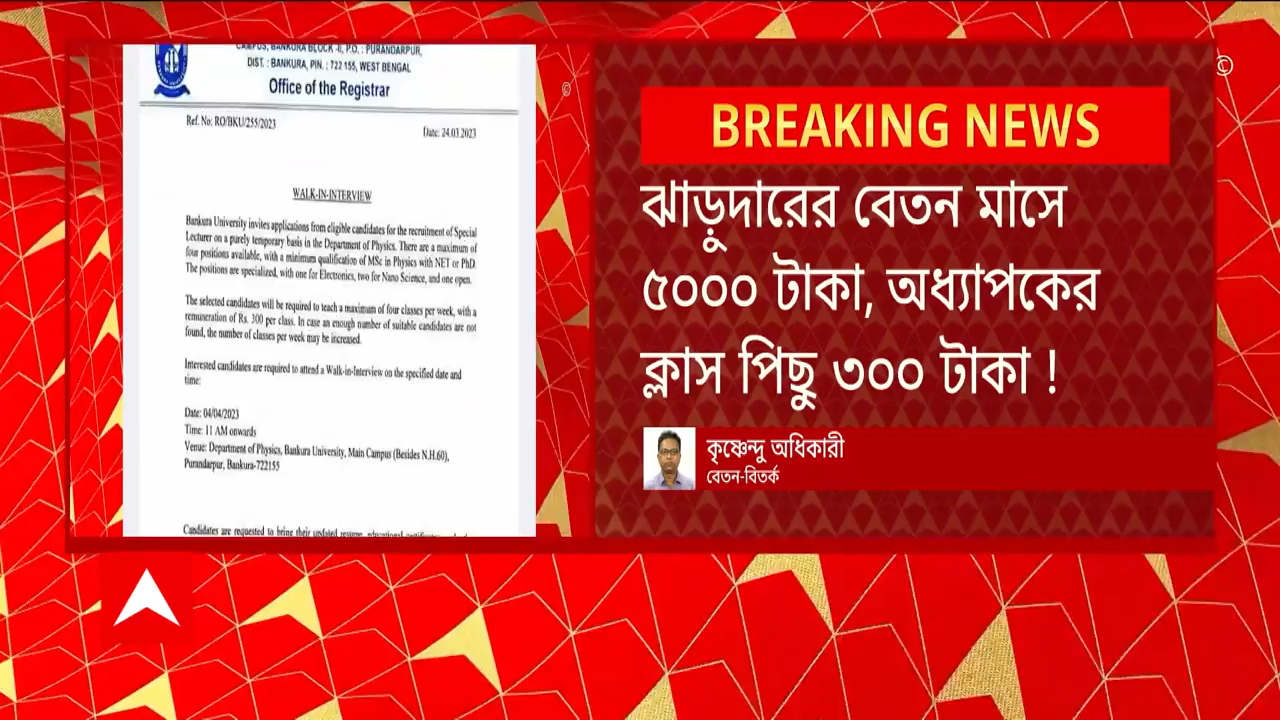 CAMPUS, BANKURA BLOCK -II, P.O. : PURANDARPUR,
DIST. : BANKURA, PIN. : 722 155, WEST BENGAL
Office of the Registrar
Ref. No: RO/BKU/255/2023
Date: 24.03.2023
WALK-IN-INTERVIEW
Bankura University invites applications from eligible candidates for the recruitment of Special
Lecturer on a purely temporary basis in the Department of Physics. There are a maximum of
four positions available, with a minimum qualification of MSc in Physics with NET or PhD.
The positions are specialized, with one for Electronics, two for Nano Science, and one open.
The selected candidates will be required to teach a maximum of four classes per week, with a
remuneration of Rs. 300 per class. In case an enough number of suitable candidates are not
found, the number of classes per week may be increased.
Interested candidates are required to attend a Walk-in-Interview on the specified date and
time:
Date: 04/04/2023
Time: 11 AM onwards
Venue: Department of Physics, Bankura University, Main Campus (Besides N.H.60),
Purandarpur, Bankura-722155
Candidates are requested to bring their updated resume, educational
©
©
BREAKING NEWS
ঝাড়ুদারের বেতন মাসে
৫০০০ টাকা, অধ্যাপকের
ক্লাস পিছু ৩০০ টাকা !
কৃষ্ণেন্দু অধিকারী
বেতন-বিতর্ক